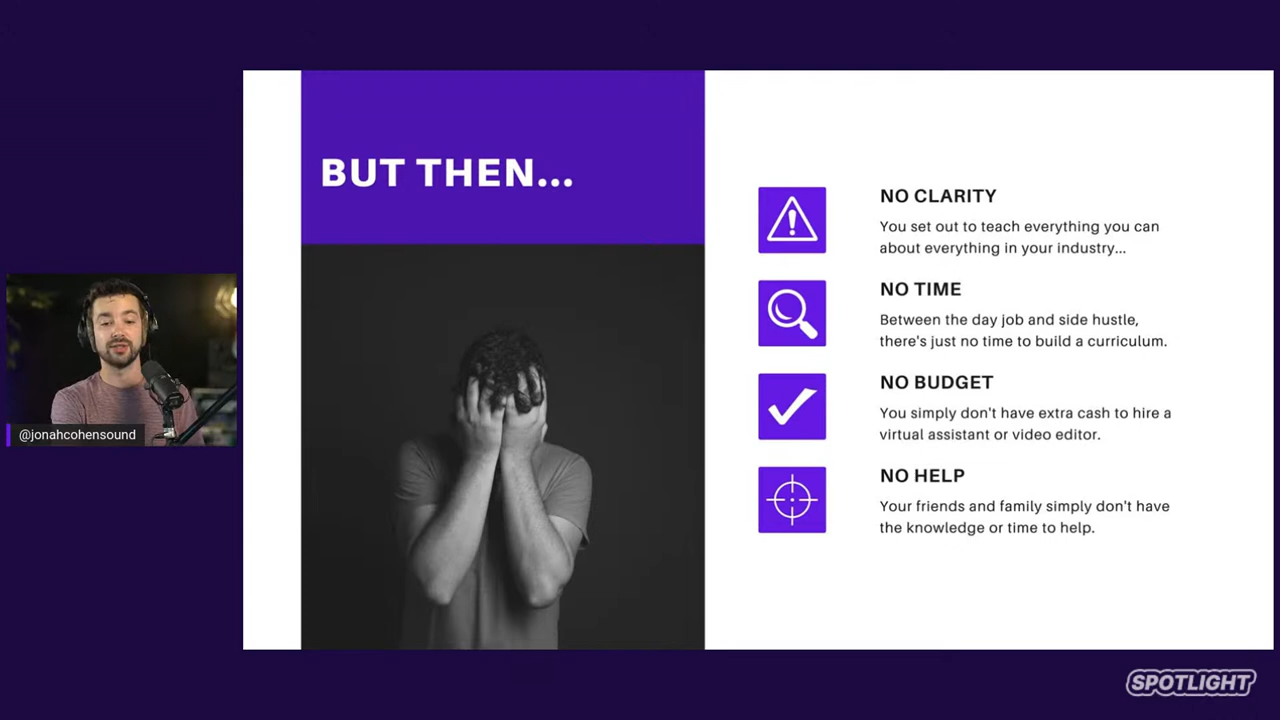 BUT THEN...
NO CLARITY
You set out to teach everything you can
about everything in your industry...
NO TIME
Between the day job and side hustle,
there's just no time to build a curriculum.
NO BUDGET
You simply don't have extra cash to hire a
virtual assistant or video editor.
NO HELP
Your friends and family simply don't have
the knowledge or time to help.
@jonahcohensound
SPOTLIGHT